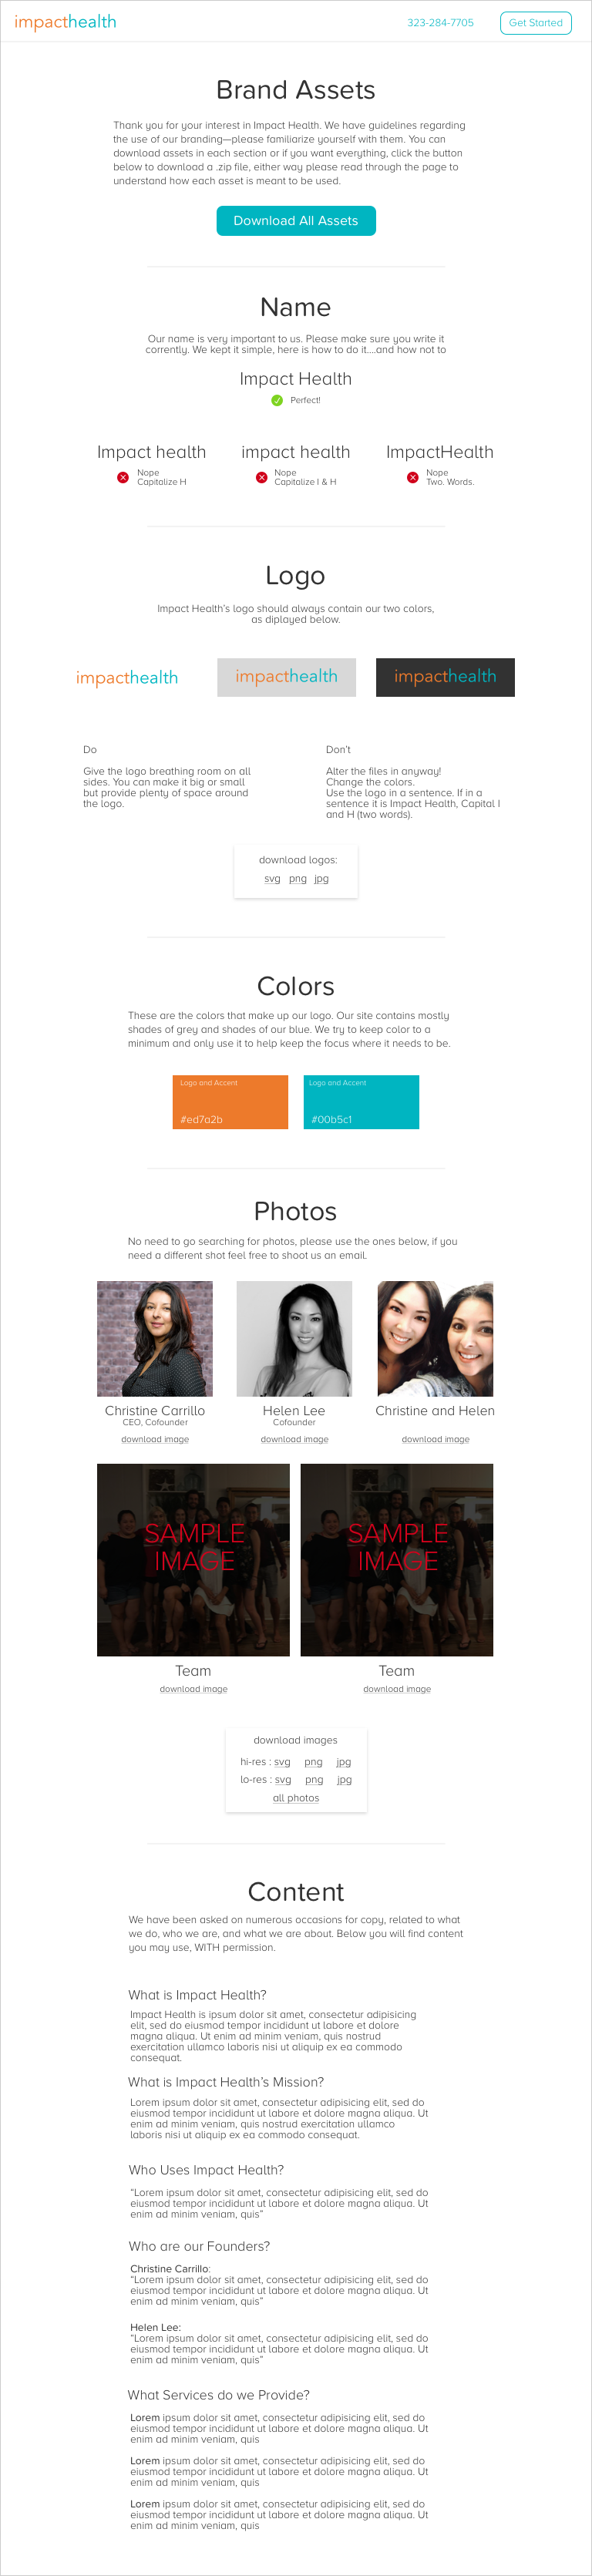 impacthealth
323-284-7705
Get Started
Brand Assets
Thank you for your interest in Impact Health. We have guidelines regarding
the use of our branding—please familiarize yourself with them. You can
download assets in each section or if you want everything, click the button
below to download a .zip file, either way please read through the page to
understand how each asset is meant to be used.
Download All Assets
Name
Our name is very important to us. Please make sure you write it
corrently. We kept it simple, here is how to do it....and how not to
Impact Health
Perfect!
Impact health
Nope
Capitalize H
impact health
Nope
Capitalize I & H
ImpactHealth
Nope
Two. Words.
Logo
Impact Health's logo should always contain our two colors,
as diplayed below.
impacthealth
impacthealth
impacthealth
Do
Give the logo breathing room on all
sides. You can make it big or small
but provide plenty of space around
the logo.
Don't
Alter the files in anyway!
Change the colors.
Use the logo in a sentence. If in a
sentence it is Impact Health, Capital I
and H (two words).
download logos:
svg png jpg
Colors
These are the colors that make up our logo. Our site contains mostly
shades of grey and shades of our blue. We try to keep color to a
minimum and only use it to help keep the focus where it needs to be.
Logo and Accent
#ed7a2b
Logo and Accent
#00b5c1
Photos
No need to go searching for photos, please use the ones below, if you
need a different shot feel free to shoot us an email.
Christine Carrillo
CEO, Cofounder
download image
Helen Lee
Cofounder
download image
Christine and Helen
download image
SAMPLE
IMAGE
Team
download image
SAMPLE
IMAGE
Team
download image
download images
hi-res : svg png jpg
lo-res : svg png jpg
all photos
Content
We have been asked on numerous occasions for copy, related to what
we do, who we are, and what we are about. Below you will find content
you may use, WITH permission.
What is Impact Health?
Impact Health is ipsum dolor sit amet, consectetur adipisicing
elit, sed do eiusmod tempor incididunt ut labore et dolore
magna aliqua. Ut enim ad minim veniam, quis nostrud
exercitation ullamco laboris nisi ut aliquip ex ea commodo
consequat.
What is Impact Health's Mission?
Lorem ipsum dolor sit amet, consectetur adipisicing elit, sed do
eiusmod tempor incididunt ut labore et dolore magna aliqua. Ut
enim ad minim veniam, quis nostrud exercitation ullamco
laboris nisi ut aliquip ex ea commodo consequat.
Who Uses Impact Health?
"Lorem ipsum dolor sit amet, consectetur adipisicing elit, sed do
eiusmod tempor incididunt ut labore et dolore magna aliqua. Ut
enim ad minim veniam, quis"
Who are our Founders?
Christine Carrillo:
"Lorem ipsum dolor sit amet, consectetur adipisicing elit, sed do
eiusmod tempor incididunt ut labore et dolore magna aliqua. Ut
enim ad minim veniam, quis"
Helen Lee:
"Lorem ipsum dolor sit amet, consectetur adipisicing elit, sed do
eiusmod tempor incididunt ut labore et dolore magna aliqua. Ut
enim ad minim veniam, quis"
What Services do we Provide?
Lorem ipsum dolor sit amet, consectetur adipisicing elit, sed do
eiusmod tempor incididunt ut labore et dolore magna aliqua. Ut
enim ad minim veniam, quis
Lorem ipsum dolor sit amet, consectetur adipisicing elit, sed do
eiusmod tempor incididunt ut labore et dolore magna aliqua. Ut
enim ad minim veniam, quis
Lorem ipsum dolor sit amet, consectetur adipisicing elit, sed do
eiusmod tempor incididunt ut labore et dolore magna aliqua. Ut
enim ad minim veniam, quis